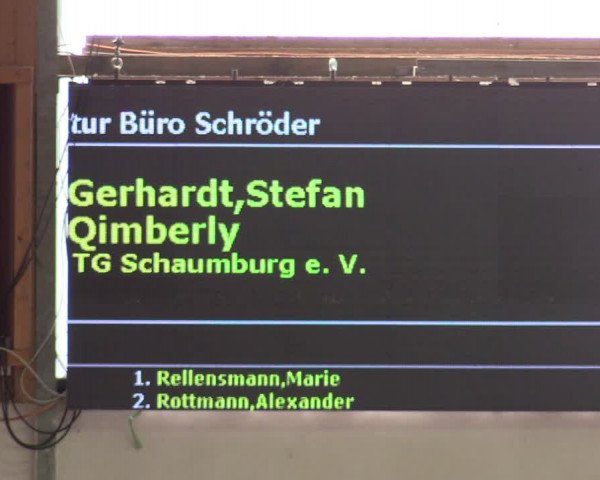 tur Büro Schröder
Gerhardt,Stefan
Qimberly
TG Schaumburg e. V.
1. Rellensmann,Marie
2. Rottmann,Alexander